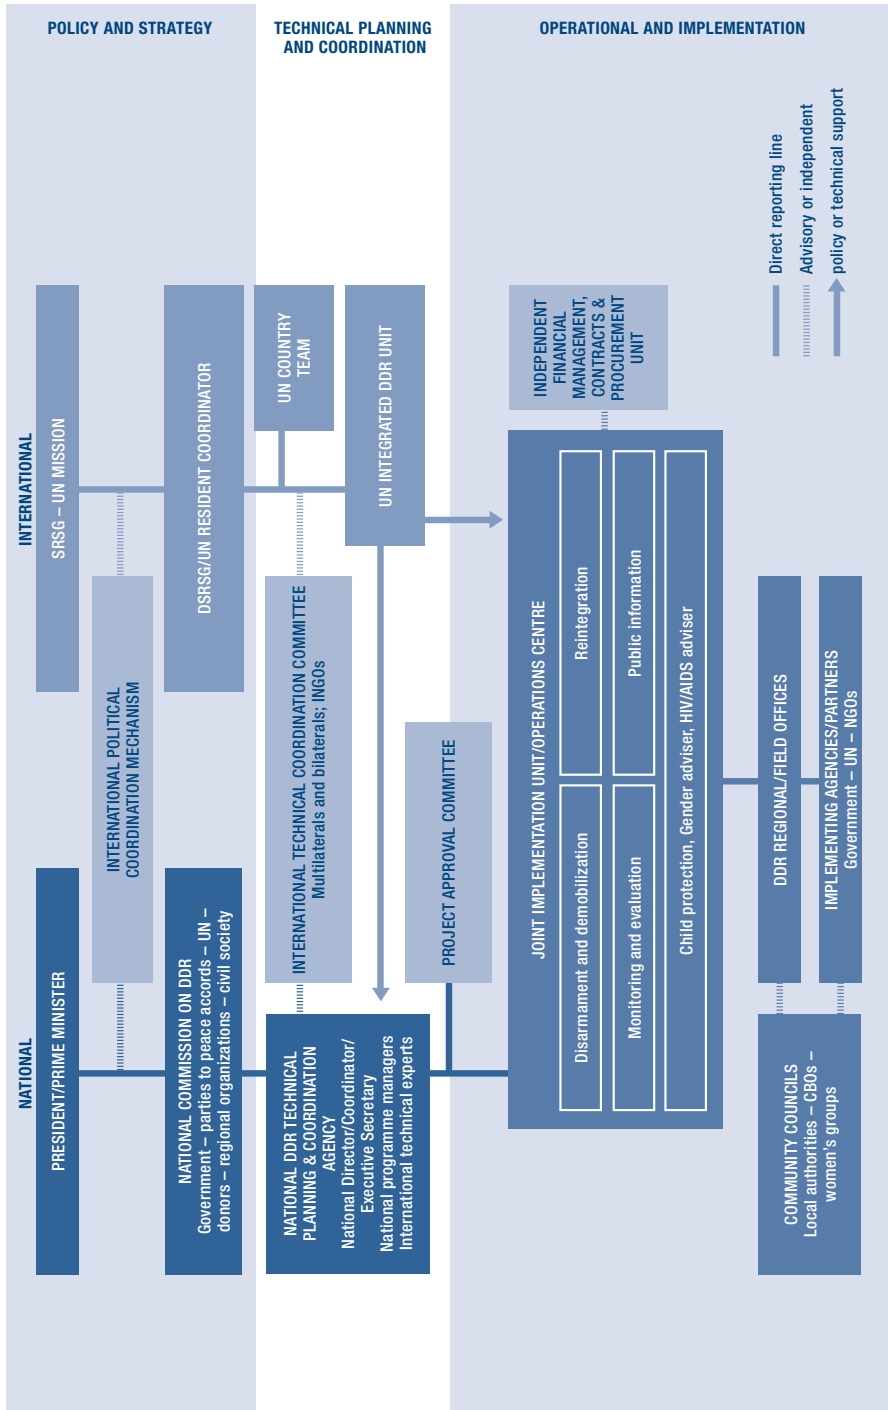 POLICY AND STRATEGY
TECHNICAL PLANNING
AND COORDINATION
OPERATIONAL AND IMPLEMENTATION
NATIONAL
INTERNATIONAL
PRESIDENT/PRIME MINISTER
SRSG – UN MISSION
INTERNATIONAL POLITICAL
COORDINATION MECHANISM
NATIONAL COMMISSION ON DDR
Government – parties to peace accords – UN –
donors – regional organizations – civil society
DSRSG/UN RESIDENT COORDINATOR
UN COUNTRY
TEAM
NATIONAL DDR TECHNICAL
PLANNING & COORDINATION
AGENCY
National Director/Coordinator/
Executive Secretary
National programme managers
International technical experts
INTERNATIONAL TECHNICAL COORDINATION COMMITTEE
Multilaterals and bilaterals; INGOs
UN INTEGRATED DDR UNIT
PROJECT APPROVAL COMMITTEE
JOINT IMPLEMENTATION UNIT/OPERATIONS CENTRE
Disarmament and demobilization
Reintegration
Monitoring and evaluation
Public information
Child protection, Gender adviser, HIV/AIDS adviser
INDEPENDENT
FINANCIAL
MANAGEMENT,
CONTRACTS &
PROCUREMENT
UNIT
COMMUNITY COUNCILS
Local authorities – CBOs –
women's groups
DDR REGIONAL/FIELD OFFICES
IMPLEMENTING AGENCIES/PARTNERS
Government – UN – NGOs
Direct reporting line
Advisory or independent
policy or technical support